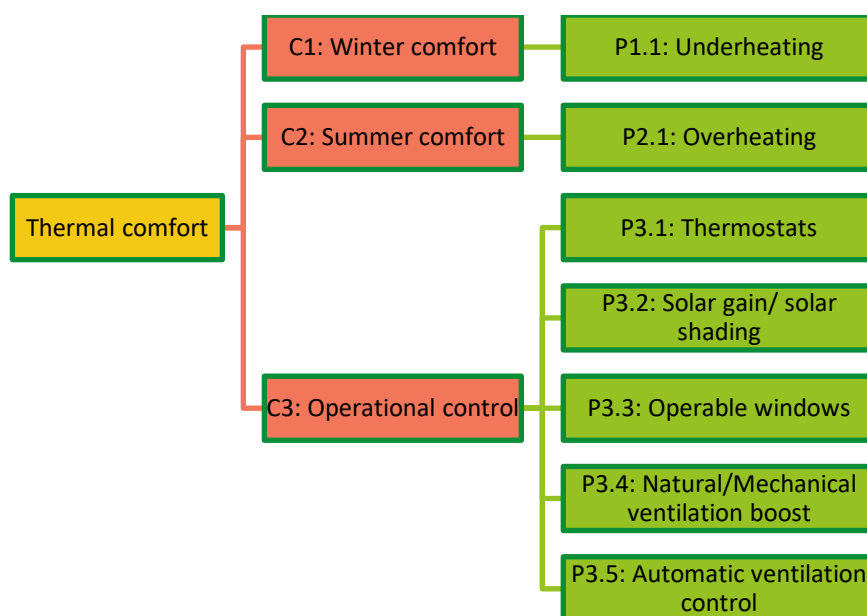 C1: Winter comfort
P1.1: Underheating
C2: Summer comfort
P2.1: Overheating
Thermal comfort
P3.1: Thermostats
P3.2: Solar gain/ solar
shading
C3: Operational control
P3.3: Operable windows
P3.4: Natural/Mechanical
ventilation boost
P3.5: Automatic ventilation
control